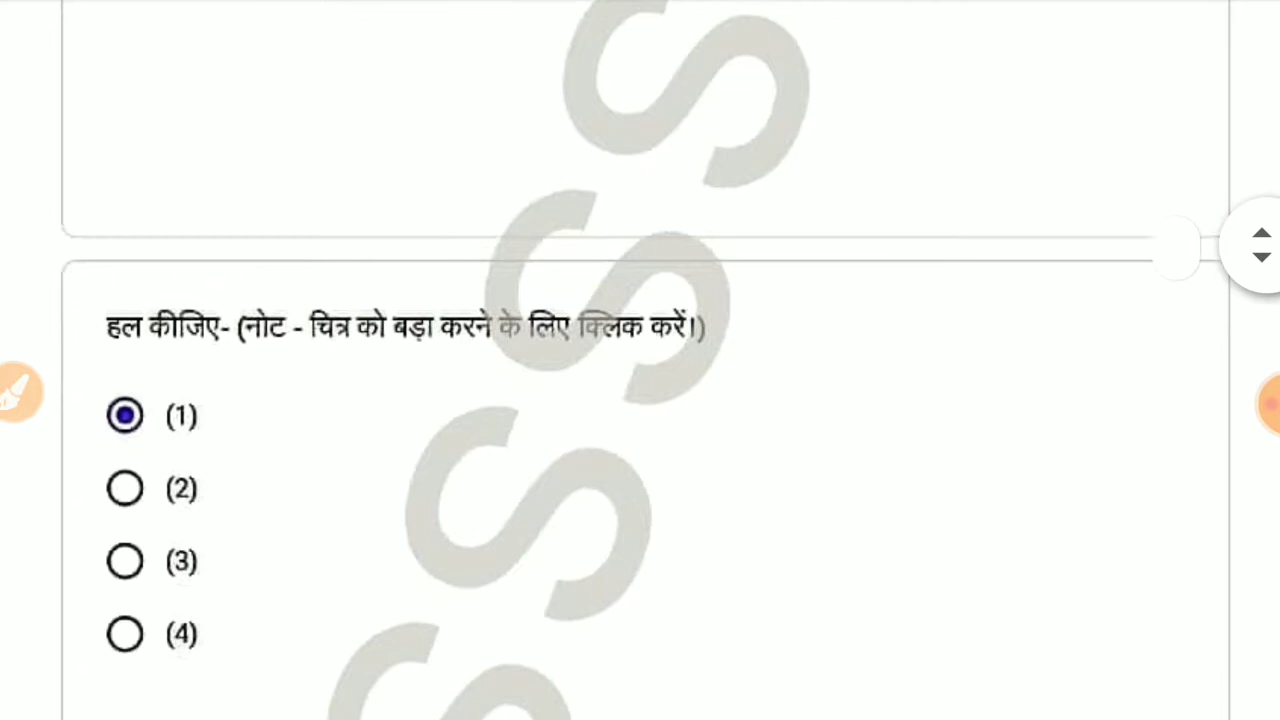 हल कीजिए- (नोट - चित्र को बड़ा करने के लिए क्लिक करें।)
(1)
(2)
(3)
(4)
S
S
S
S